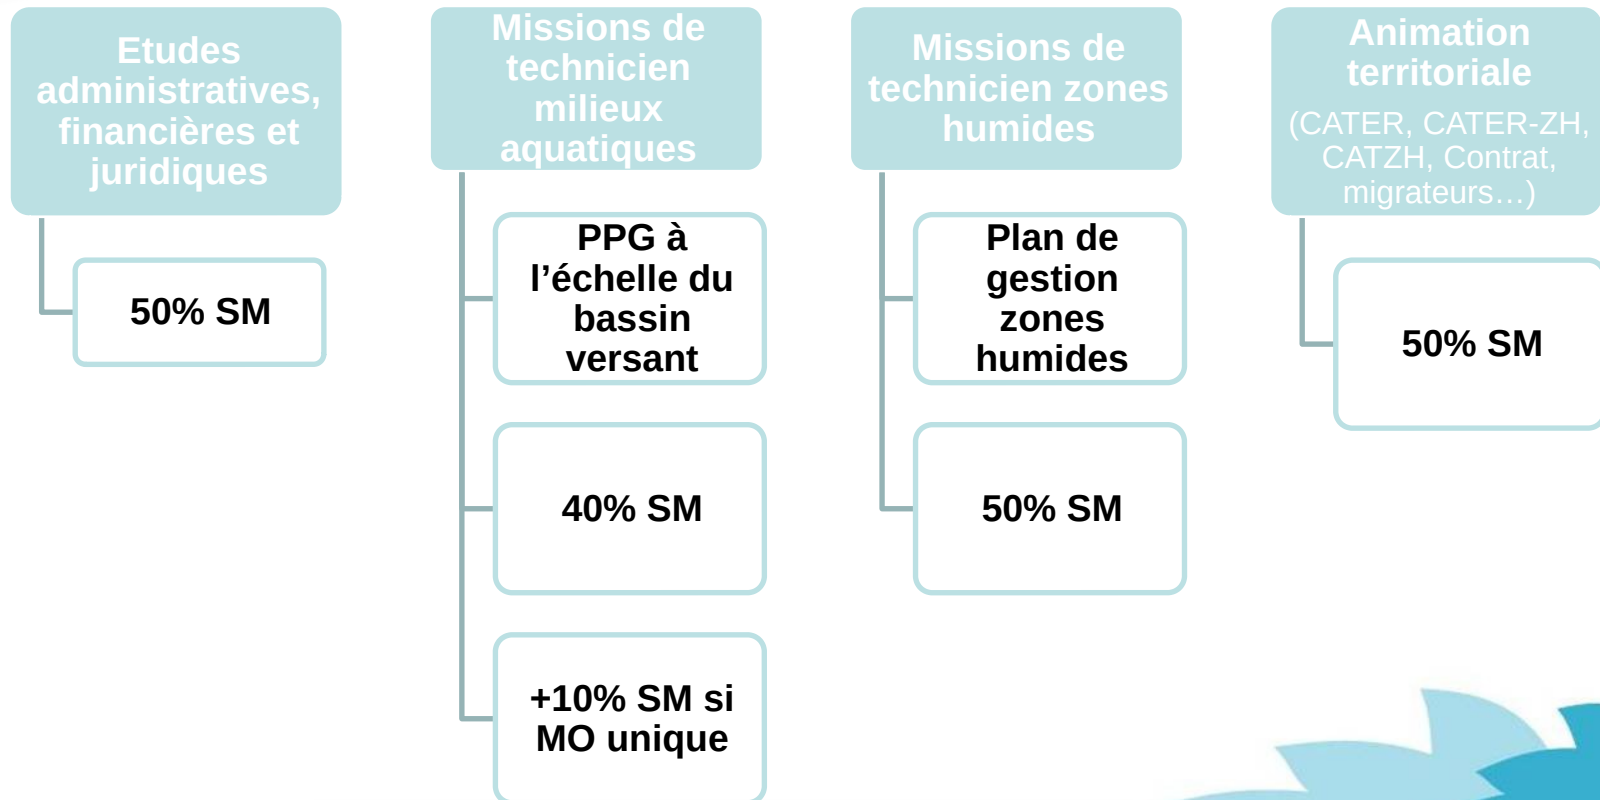 Etudes
administratives,
financières et
juridiques
50% SM
Missions de
technicien
milieux
aquatiques
PPG à
l’échelle du
bassin
versant
40% SM
+10% SM si
MO unique
Missions de
technicien zones
humides
Plan de
gestion
zones
humides
50% SM
Animation
territoriale
(CATER, CATER-ZH,
CATZH, Contrat,
migrateurs…)
50% SM